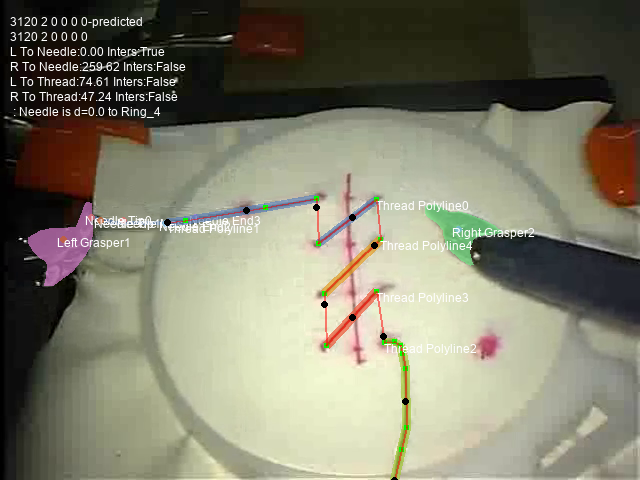 3120 2 0 0 0 0-predicted
3120 2 0 0 0 0
L To Needle:0.00 Inters:True
R To Needle:259.62 Inters:False
L To Thread:74.61 Inters:False
R To Thread:47.24 Inters:False
: Needle is d=0.0 to Ring_4
Thread Polyline0
Thread Polyline1
Right Grasper2
Left Grasper1
Thread Polyline4
Thread Polyline3
Thread Polyline2